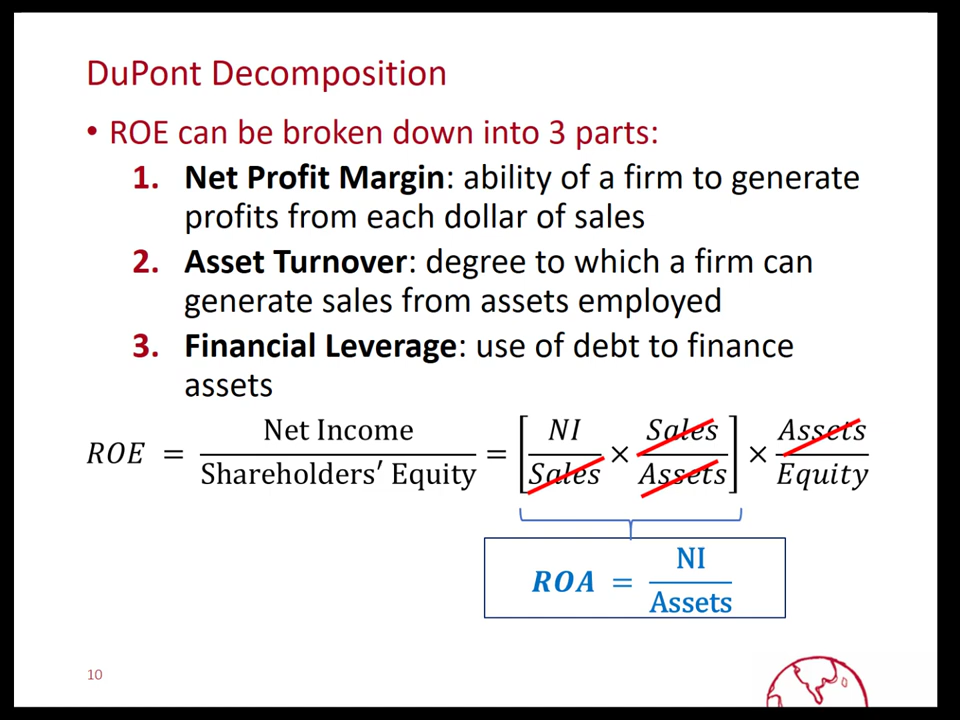 DuPont Decomposition
• ROE can be broken down into 3 parts:
1. Net Profit Margin: ability of a firm to generate
profits from each dollar of sales
2. Asset Turnover: degree to which a firm can
generate sales from assets employed
3. Financial Leverage: use of debt to finance
assets
ROE = Net Income / Shareholders′ Equity = [NI / Sales × Sales / Assets] × Assets / Equity
ROA = NI / Assets
10